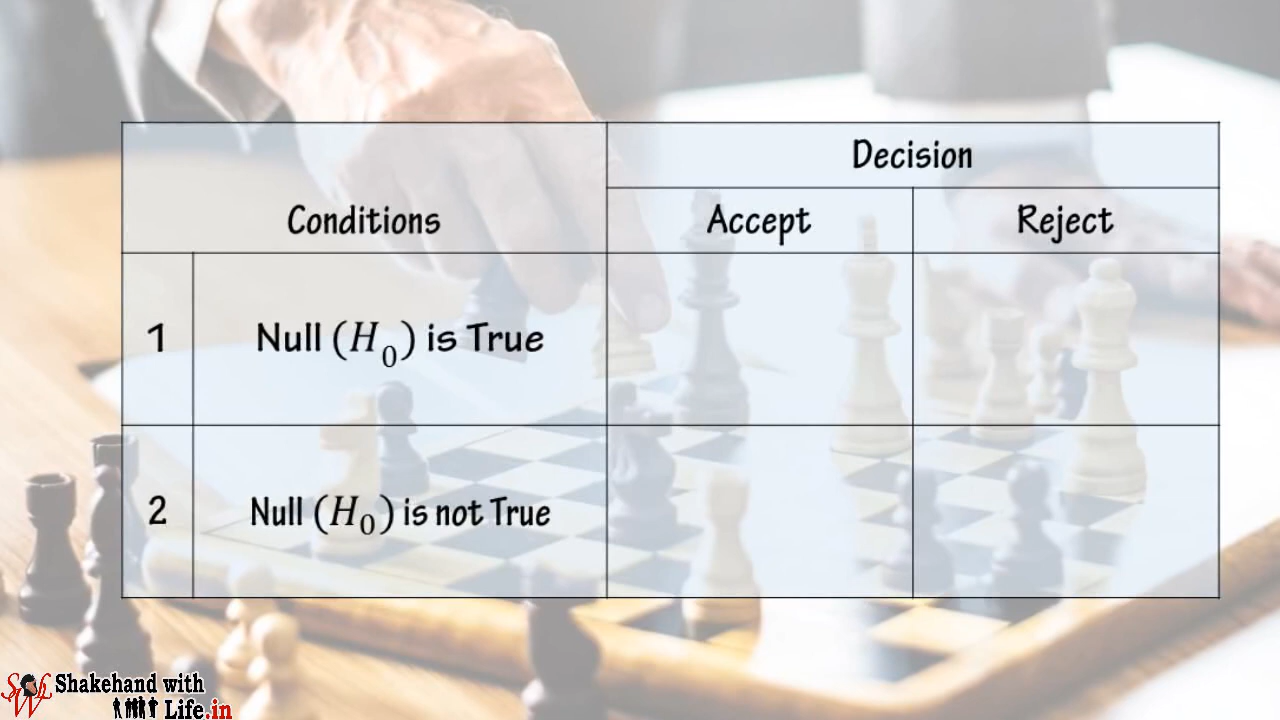 Decision
Conditions
Accept
Reject
1
Null (H₀) is True
2
Null (H₀) is not True
SWL
Shakehand with
Life.in